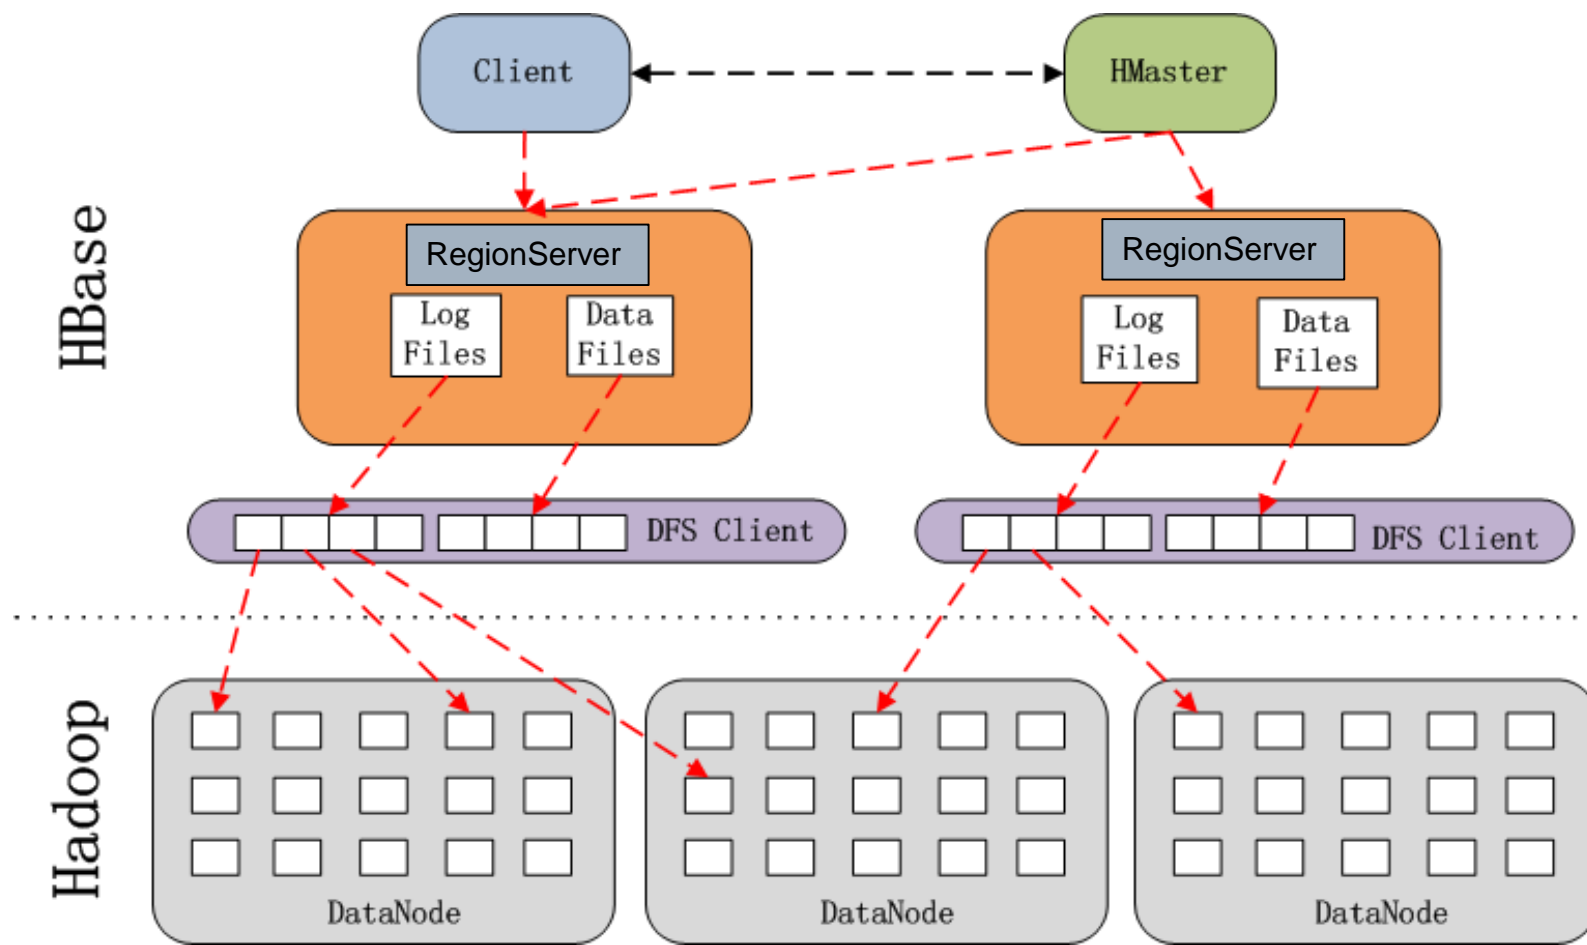 Client
HMaster
HBase
RegionServer
RegionServer
Log
Files
Data
Files
Log
Files
Data
Files
DFS Client
DFS Client
Hadoop
DataNode
DataNode
DataNode